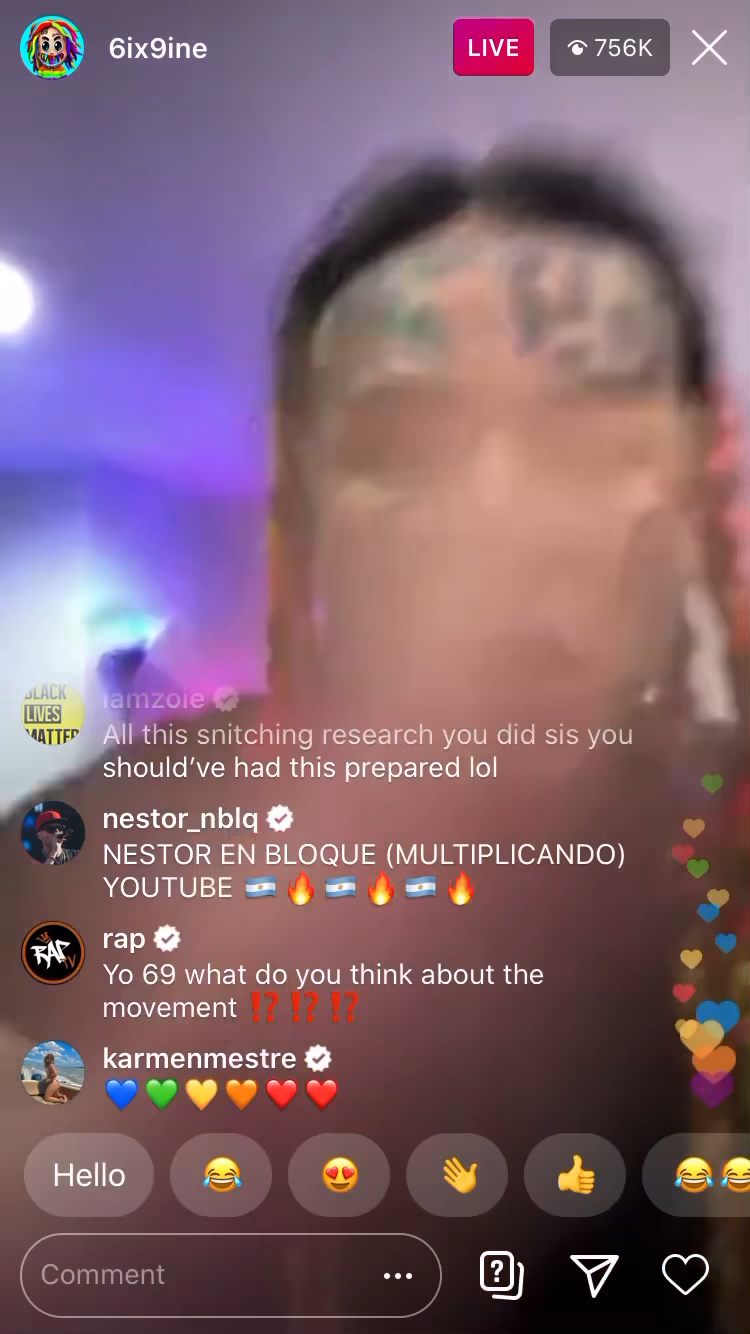 6ix9ine
LIVE
756K
iamzoie
BLACK
LIVES
MATTER
All this snitching research you did sis you
should've had this prepared lol
nestor_nblq
NESTOR EN BLOQUE (MULTIPLICANDO)
YOUTUBE 🇦🇷 🔥 🇦🇷 🔥 🇦🇷 🔥
rap
RAP
TV
Yo 69 what do you think about the
movement ⁉️ ⁉️ ⁉️
karmenmestre
💙 💚 💛 🧡 ❤️ ❤️
Hello 😂 😍 👋 👍 😂 😂
Comment ...
?